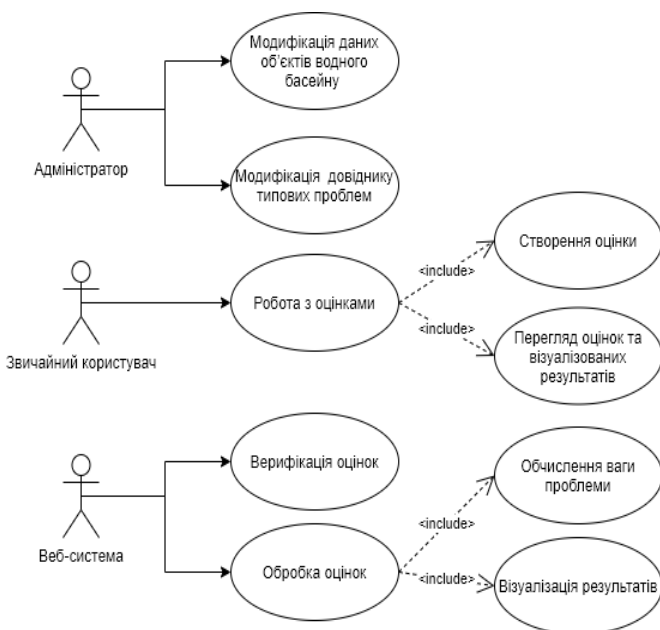 Модифікація даних
об'єктів водного
басейну
Адміністратор
Модифікація довіднику
типових проблем
Створення оцінки
<include>
Робота з оцінками
<include>
Перегляд оцінок та
візуалізованих
результатів
Звичайний користувач
Верифікація оцінок
Обчислення ваги
проблеми
<include>
Веб-система
Обробка оцінок
<include>
Візуалізація результатів